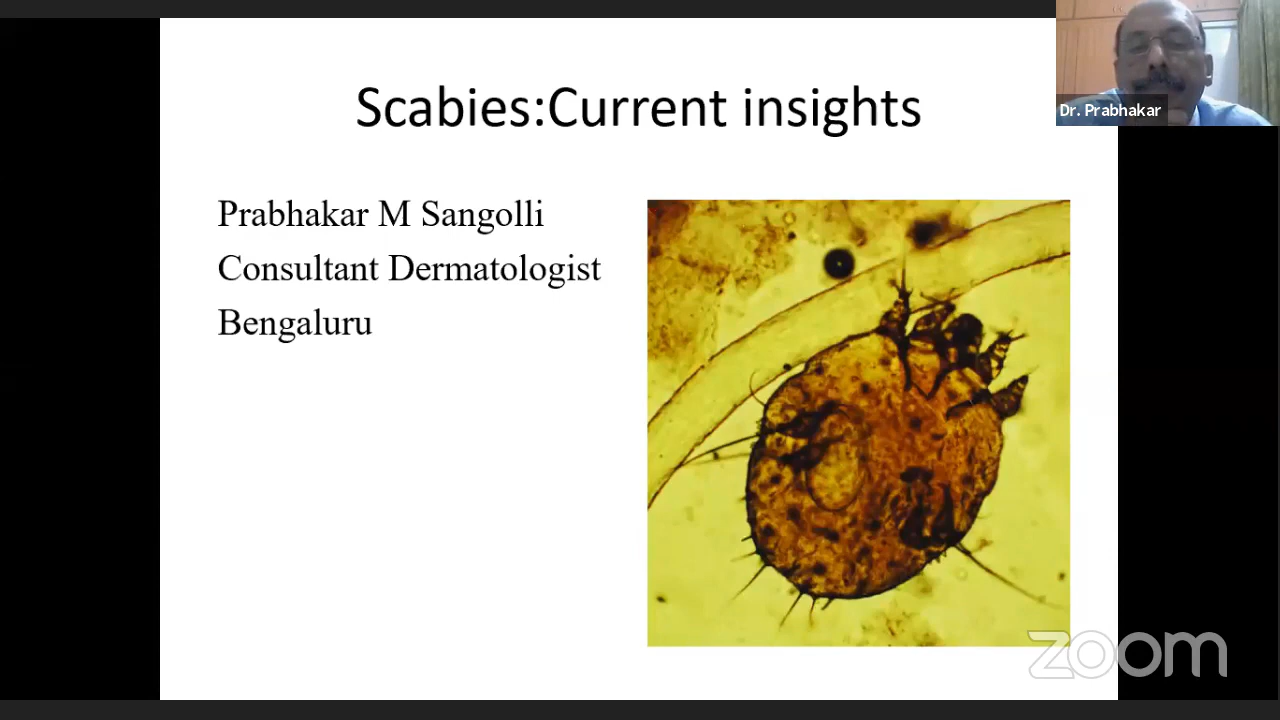 Scabies:Current insights
Dr. Prabhakar
Prabhakar M Sangolli
Consultant Dermatologist
Bengaluru
zoom